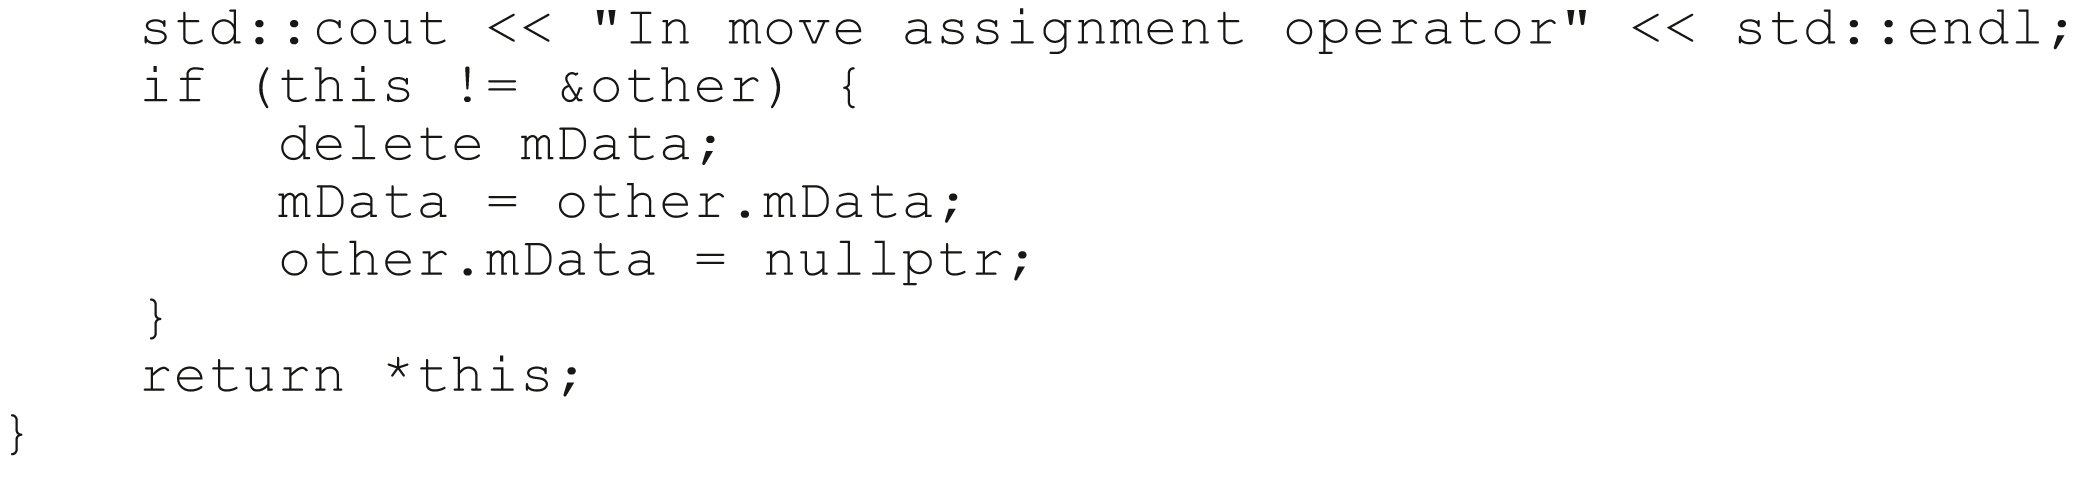 std::cout << "In move assignment operator" << std::endl;
    if (this != &other) {
        delete mData;
        mData = other.mData;
        other.mData = nullptr;
    }
    return *this;
}